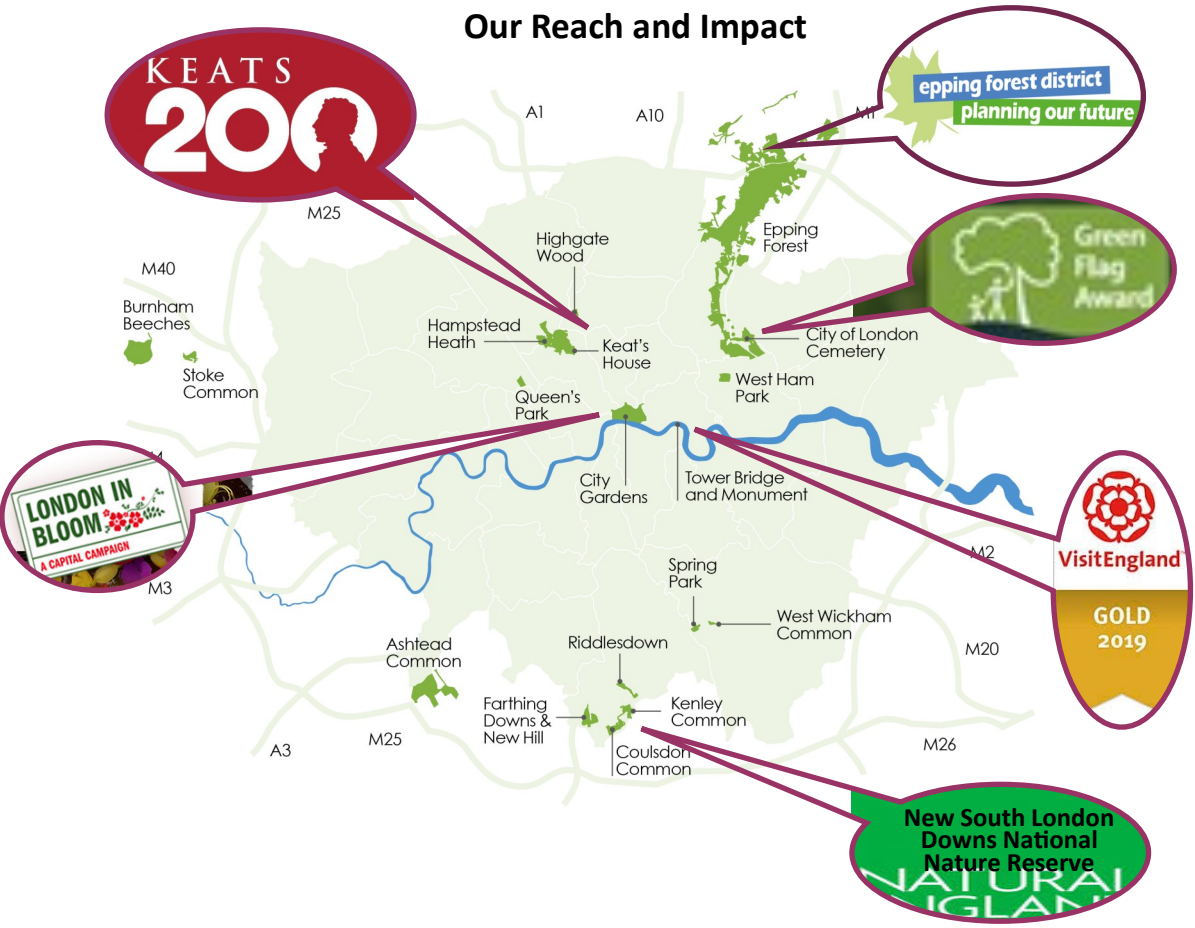 Our Reach and Impact
KEATS
200
epping forest district
planning our future
A1
A10
M25
Green
Flag
Award
Highgate
Wood
Epping
Forest
M40
Burnham
Beeches
Stoke
Common
Hampstead
Heath
Keat's
House
City of London
Cemetery
Queen's
Park
West Ham
Park
LONDON IN
BLOOM
A CAPITAL CAMPAIGN
City
Gardens
Tower Bridge
and Monument
VisitEngland
GOLD
2019
M2
M3
Spring
Park
West Wickham
Common
M20
Ashtead
Common
Riddlesdown
Farthing
Downs &
New Hill
Kenley
Common
Coulsdon
Common
A3
M25
M26
New South London
Downs National
Nature Reserve
NATURAL
ENGLAND